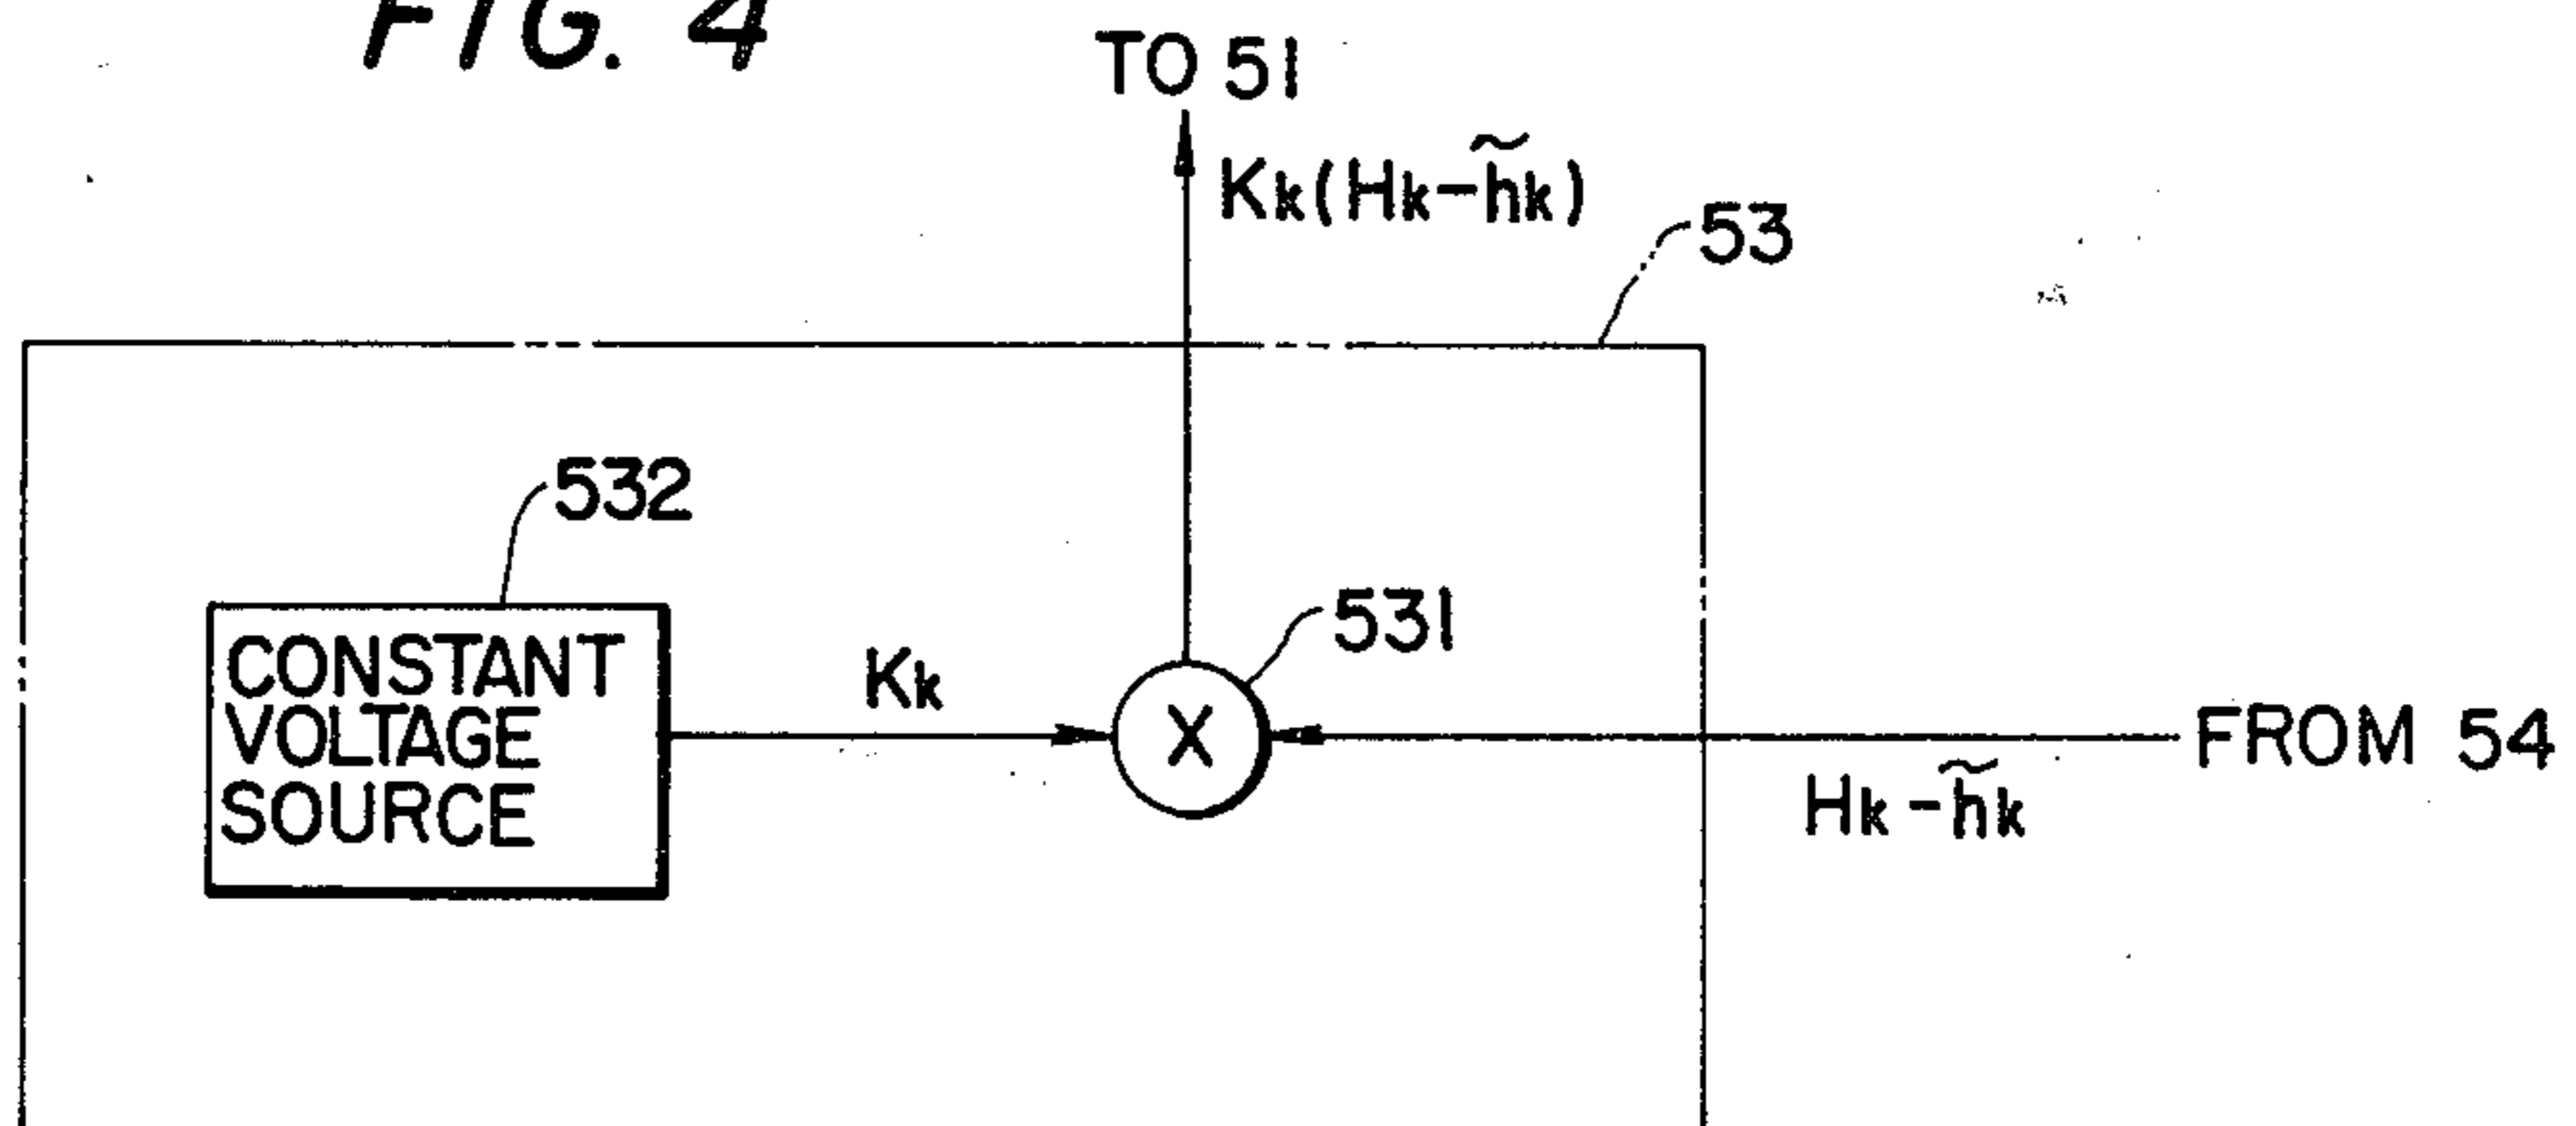 FIG. 4
TO 51
Kk(Hk-h̃k)
53
532
531
CONSTANT
VOLTAGE
SOURCE
Kk
X
FROM 54
Hk-h̃k